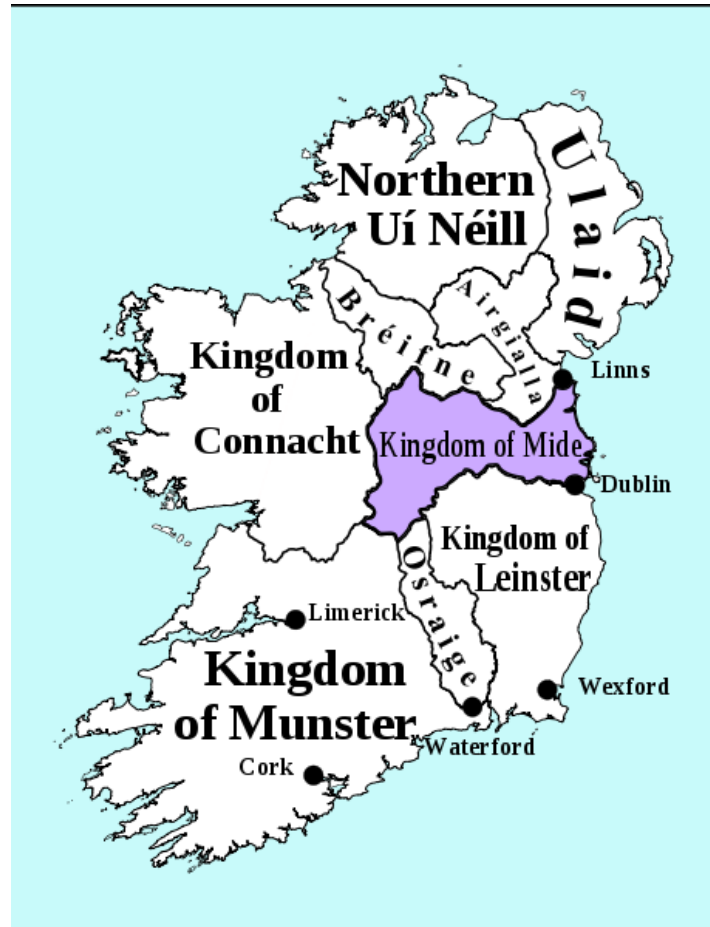 Northern
Uí Néill
Ulaid
Airgialla
Bréifne
Linns
Kingdom
of
Connacht
Kingdom of Mide
Dublin
Kingdom of
Leinster
Osraige
Limerick
Kingdom
of Munster
Wexford
Waterford
Cork